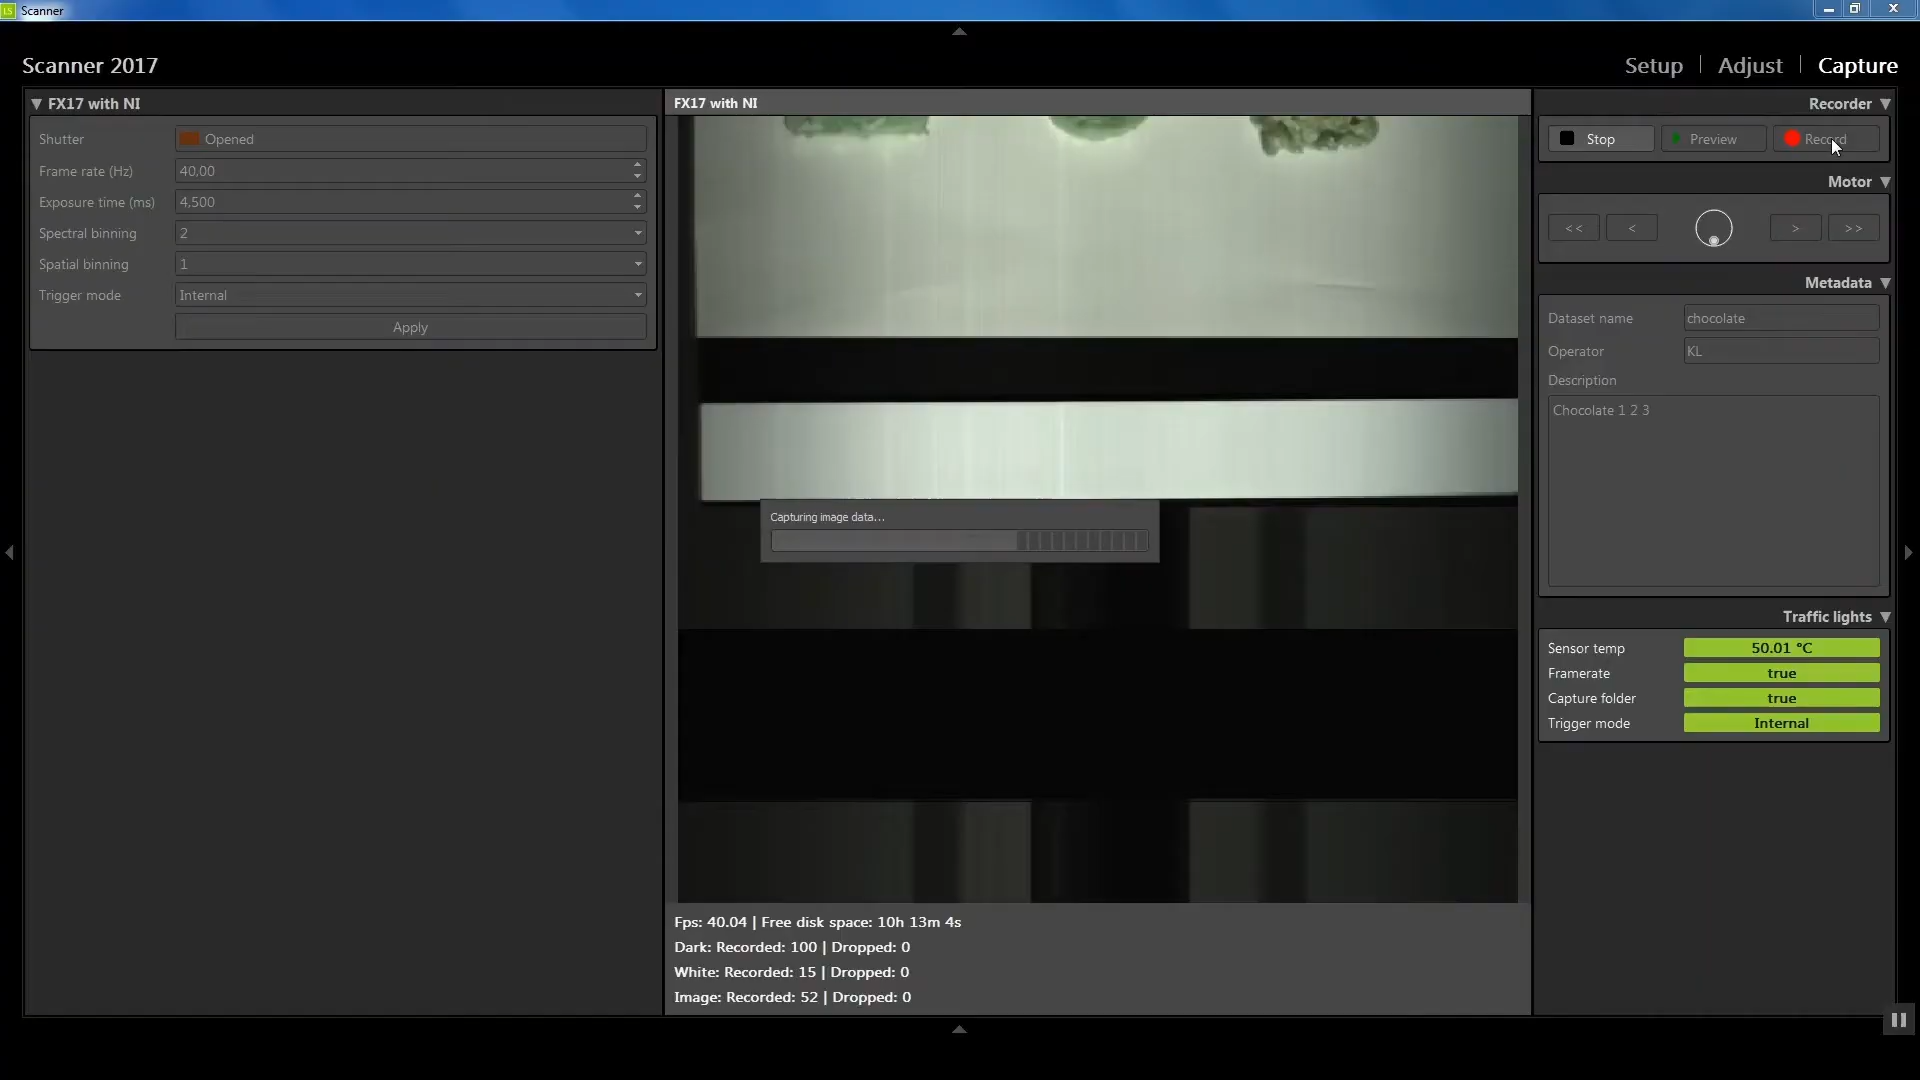 LS Scanner
Scanner 2017
Setup | Adjust | Capture
FX17 with NI
Shutter Opened
Frame rate (Hz) 40,00
Exposure time (ms) 4,500
Spectral binning 2
Spatial binning 1
Trigger mode Internal
Apply
FX17 with NI
Capturing image data...
Fps: 40.04 | Free disk space: 10h 13m 4s
Dark: Recorded: 100 | Dropped: 0
White: Recorded: 15 | Dropped: 0
Image: Recorded: 52 | Dropped: 0
Recorder
Stop Preview Record
Motor
<< < > >>
Metadata
Dataset name chocolate
Operator KL
Description
Chocolate 1 2 3
Traffic lights
Sensor temp 50.01 °C
Framerate true
Capture folder true
Trigger mode Internal